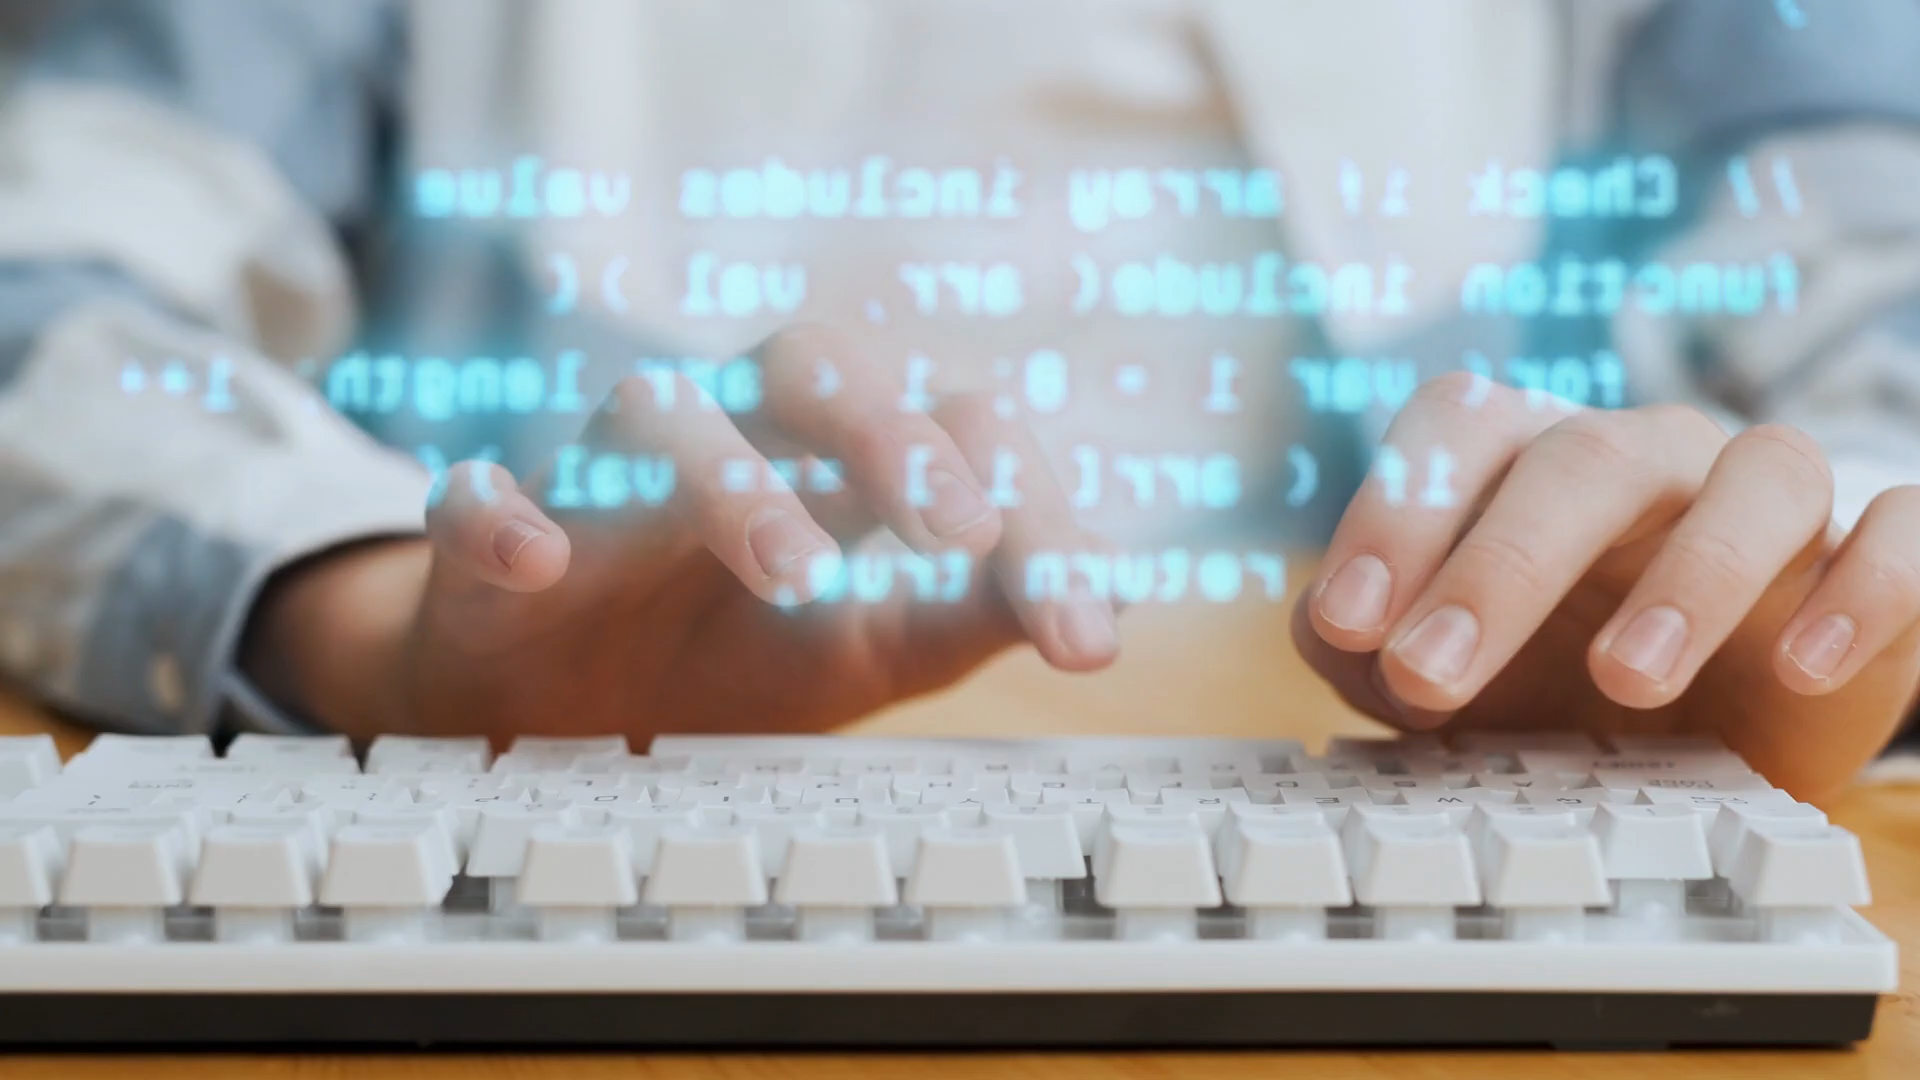 // Check if array includes value
function include( arr, val ) {
for( var i = 0; i < arr.length; i++
if ( arr[ i ] === val ) {
return true;